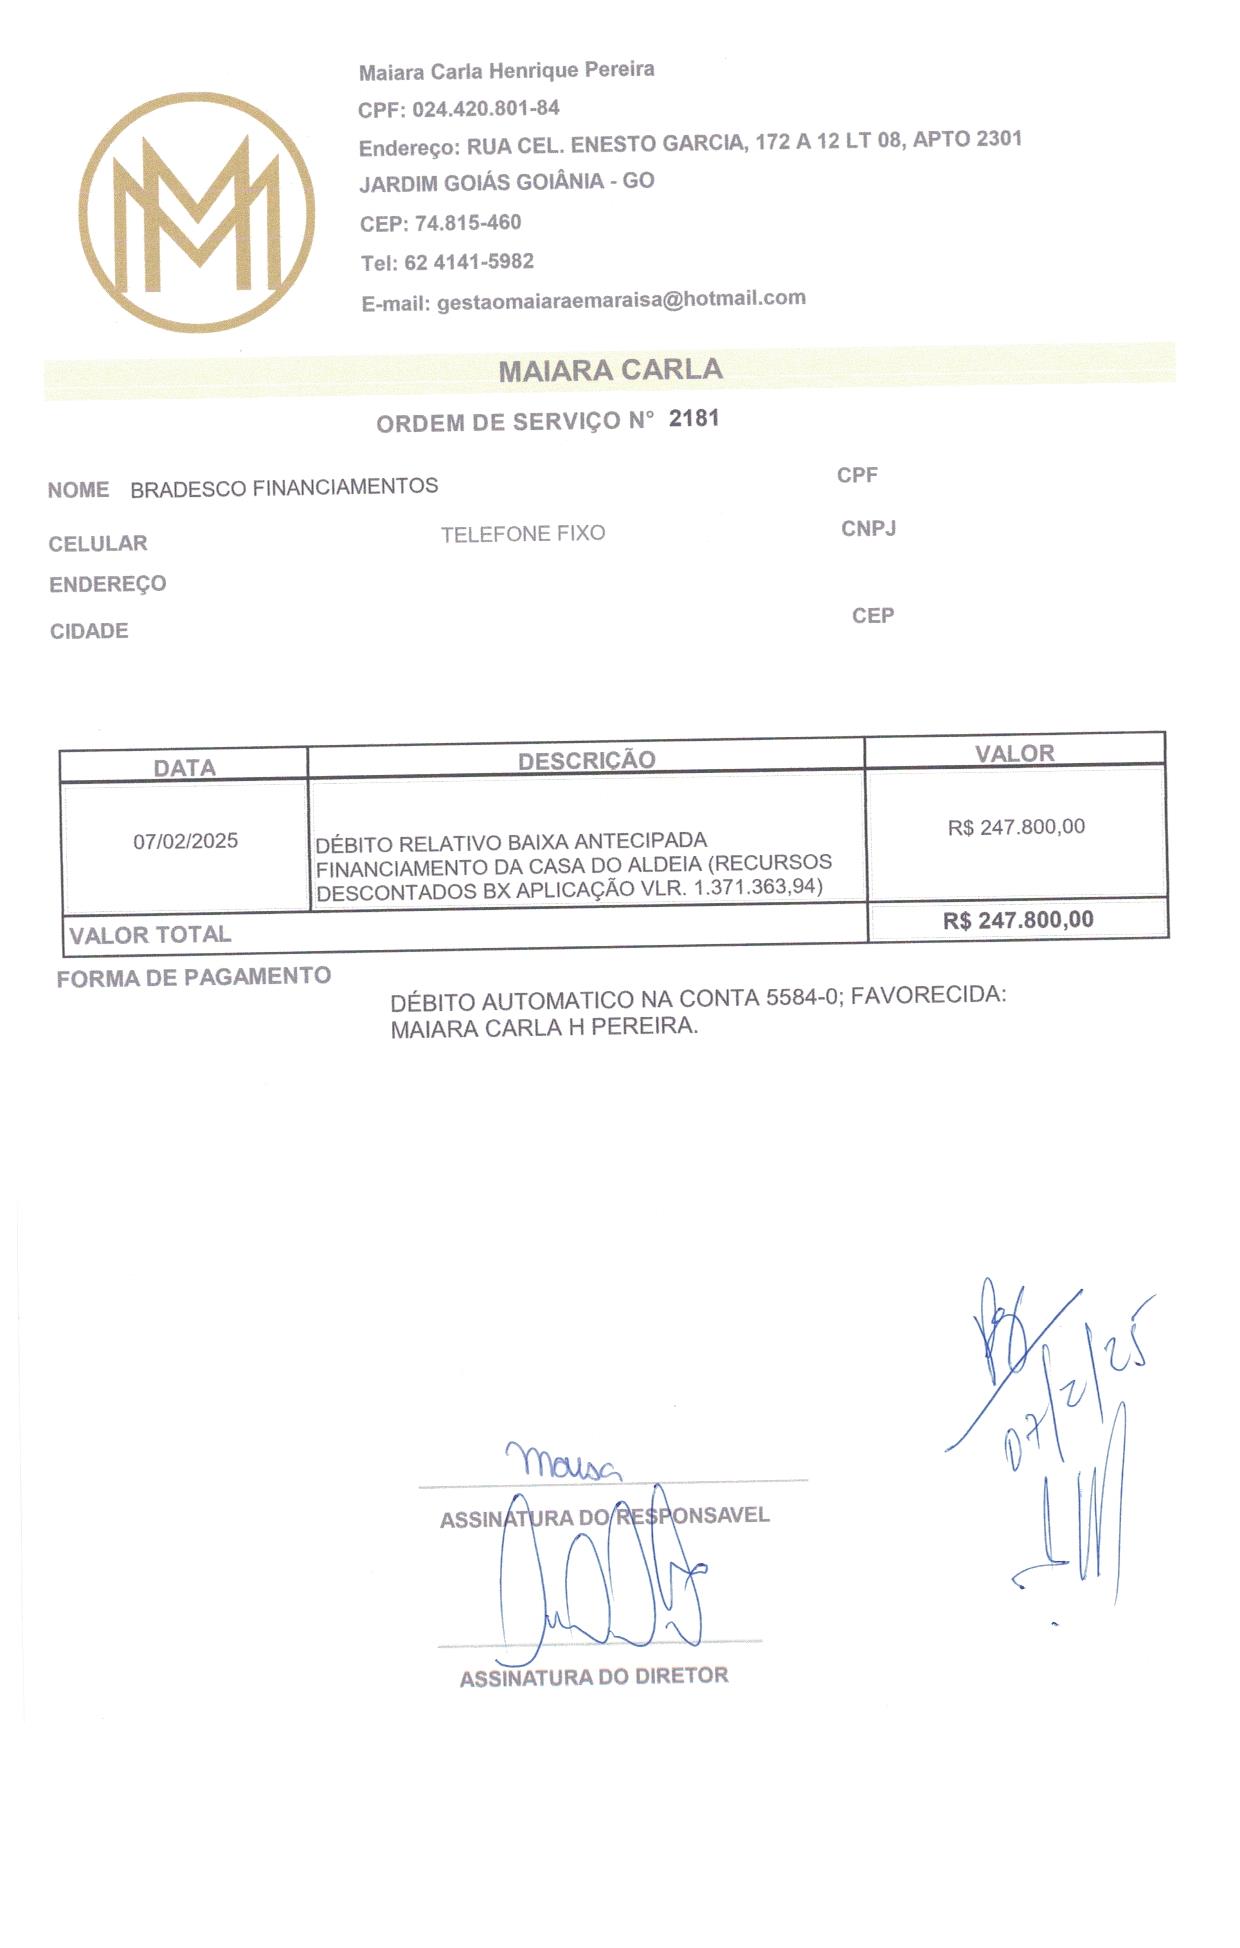 Maiara Carla Henrique Pereira
CPF: 024.420.801-84
Endereço: RUA CEL. ENESTO GARCIA, 172 A 12 LT 08, APTO 2301
JARDIM GOIÁS GOIÂNIA - GO
CEP: 74.815-460
Tel: 62 4141-5982
E-mail: gestaomaiaraemaraisa@hotmail.com
MAIARA CARLA
ORDEM DE SERVIÇO N° 2181
NOME BRADESCO FINANCIAMENTOS CPF
CELULAR TELEFONE FIXO CNPJ
ENDEREÇO
CIDADE CEP
DATA DESCRIÇÃO VALOR
07/02/2025 DÉBITO RELATIVO BAIXA ANTECIPADA R$ 247.800,00
FINANCIAMENTO DA CASA DO ALDEIA (RECURSOS
DESCONTADOS BX APLICAÇÃO VLR. 1.371.363,94)
VALOR TOTAL R$ 247.800,00
FORMA DE PAGAMENTO
DÉBITO AUTOMATICO NA CONTA 5584-0; FAVORECIDA:
MAIARA CARLA H PEREIRA.
07/2/25
ASSINATURA DO RESPONSAVEL
ASSINATURA DO DIRETOR